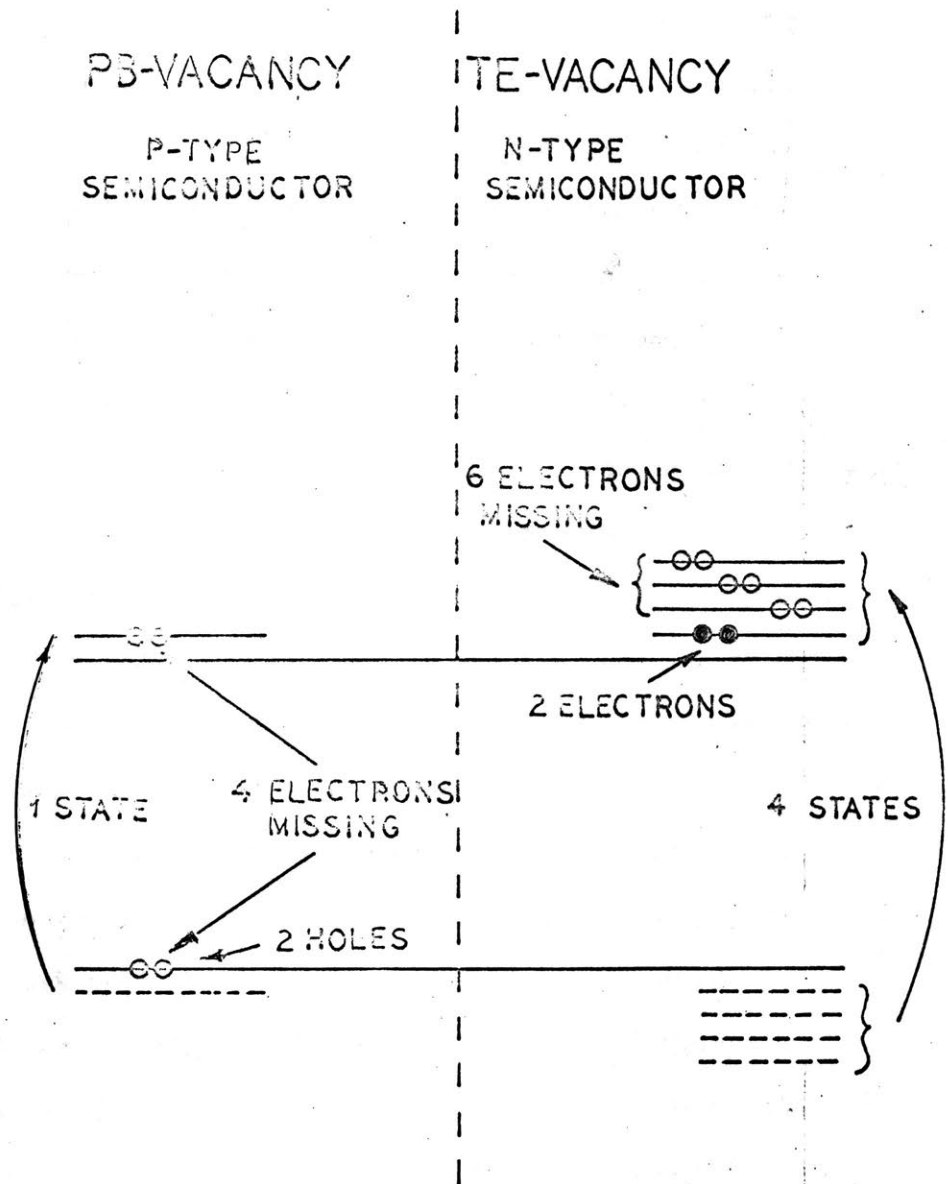 PB-VACANCY
P-TYPE
SEMICONDUCTOR
TE-VACANCY
N-TYPE
SEMICONDUCTOR
6 ELECTRONS
MISSING
2 ELECTRONS
1 STATE
4 ELECTRONS
MISSING
4 STATES
2 HOLES